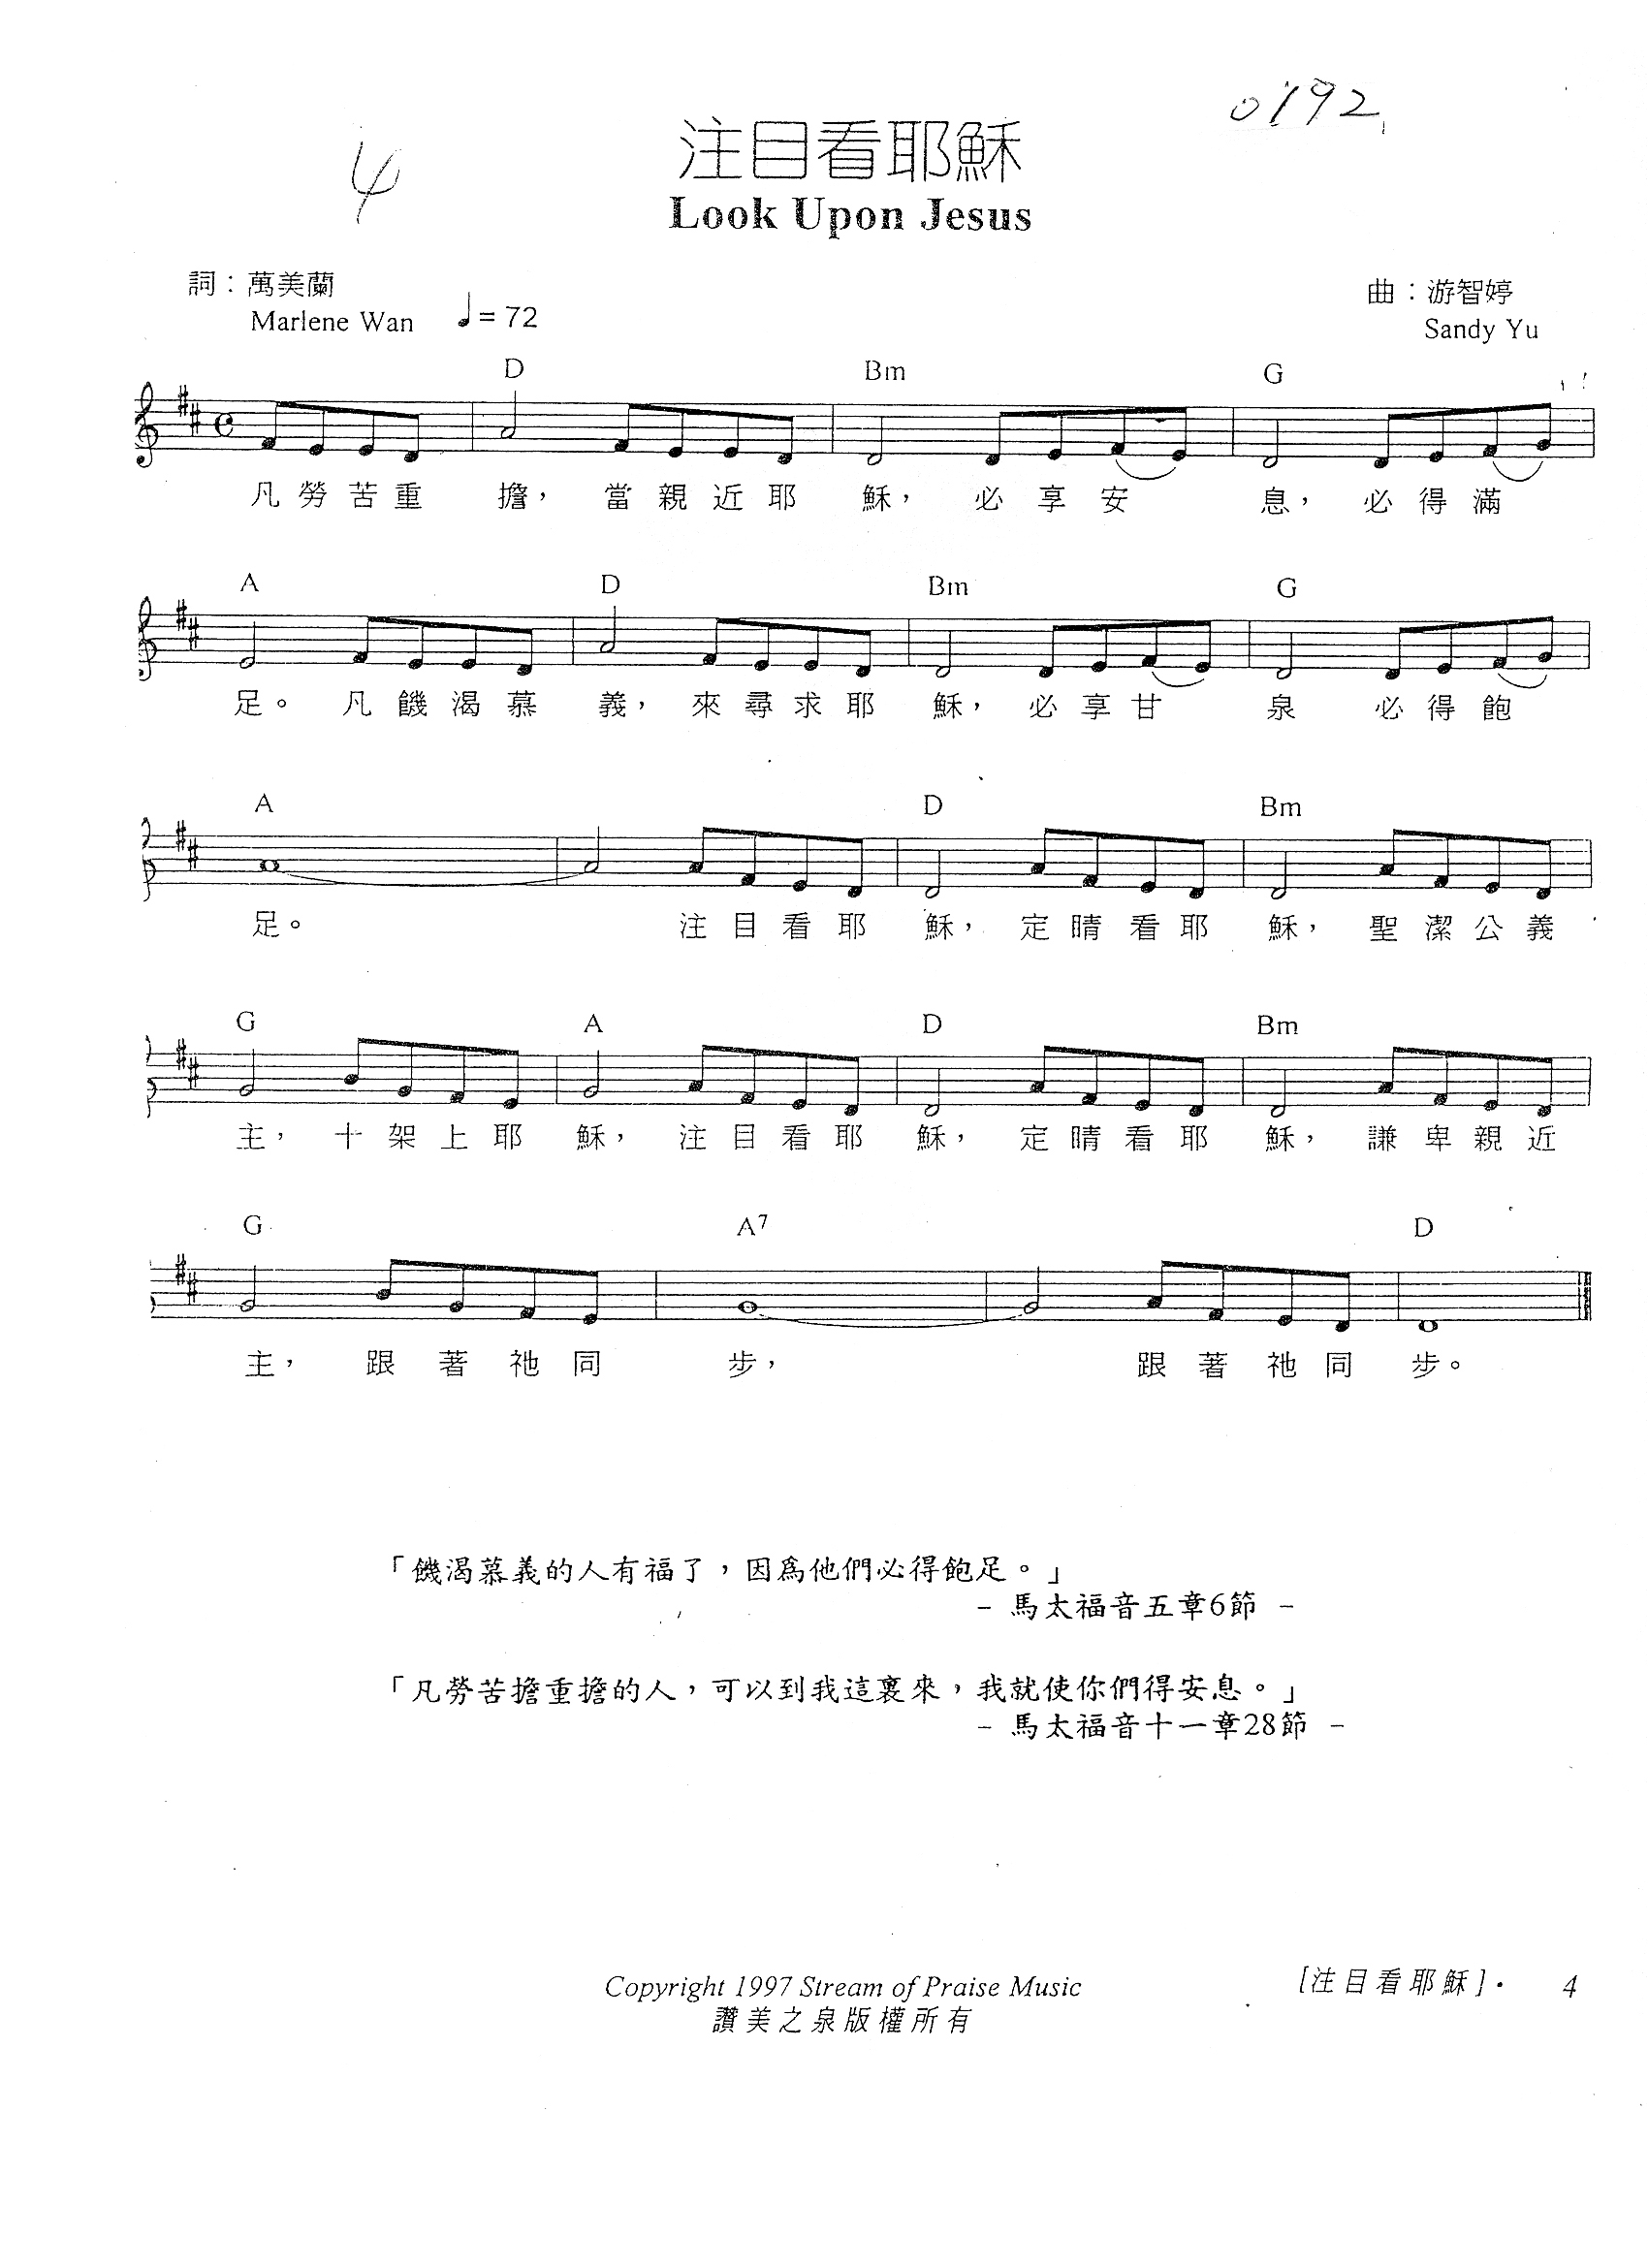 0192
4
注目看耶穌
Look Upon Jesus
詞：萬美蘭
Marlene Wan
♩= 72
曲：游智婷
Sandy Yu
D Bm G
凡勞苦重擔，當親近耶穌，必享安息，必得滿
A D Bm G
足。凡饑渴慕義，來尋求耶穌，必享甘泉 必得飽
A D Bm
足。 注目看耶穌，定睛看耶穌，聖潔公義
G A D Bm
主，十架上耶穌，注目看耶穌，定晴看耶穌，謙卑親近
G A7 D
主，跟著祂同步， 跟著祂同步。
「饑渴慕義的人有福了，因爲他們必得飽足。」
– 馬太福音五章6節 –
「凡勞苦擔重擔的人，可以到我這裏來，我就使你們得安息。」
– 馬太福音十一章28節 –
Copyright 1997 Stream of Praise Music
讚美之泉版權所有
[注目看耶穌]· 4